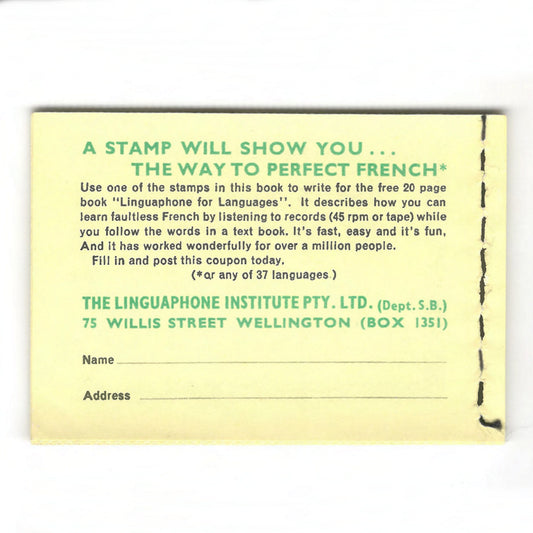 A STAMP WILL SHOW YOU...
THE WAY TO PERFECT FRENCH*
Use one of the stamps in this book to write for the free 20 page
book "Linguaphone for Languages". It describes how you can
learn faultless French by listening to records (45 rpm or tape) while
you follow the words in a text book. It's fast, easy and it's fun,
And it has worked wonderfully for over a million people.
Fill in and post this coupon today.
(*or any of 37 languages)
THE LINGUAPHONE INSTITUTE PTY. LTD. (Dept. S.B.)
75 WILLIS STREET WELLINGTON (BOX 1351)
Name
Address